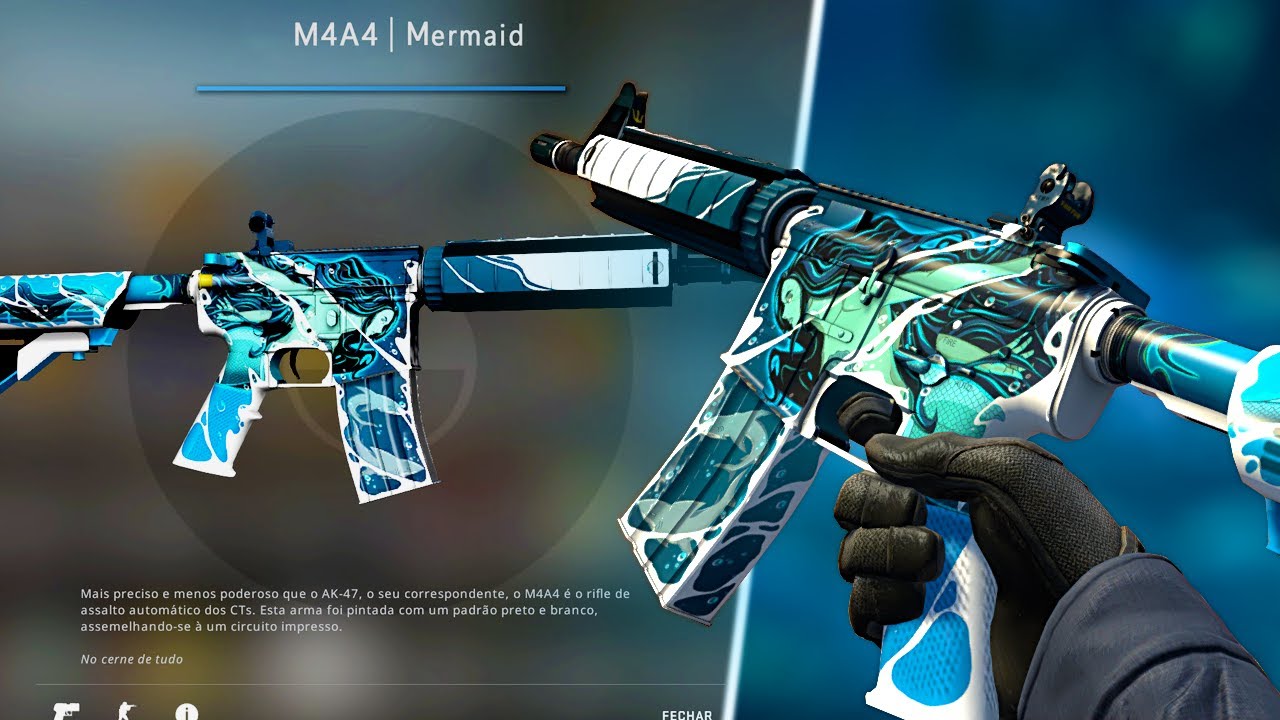 M4A4 | Mermaid
Mais preciso e menos poderoso que o AK-47, o seu correspondente, o M4A4 é o rifle de
assalto automático dos CTs. Esta arma foi pintada com um padrão preto e branco,
assemelhando-se à um circuito impresso.
No cerne de tudo
FECHAR